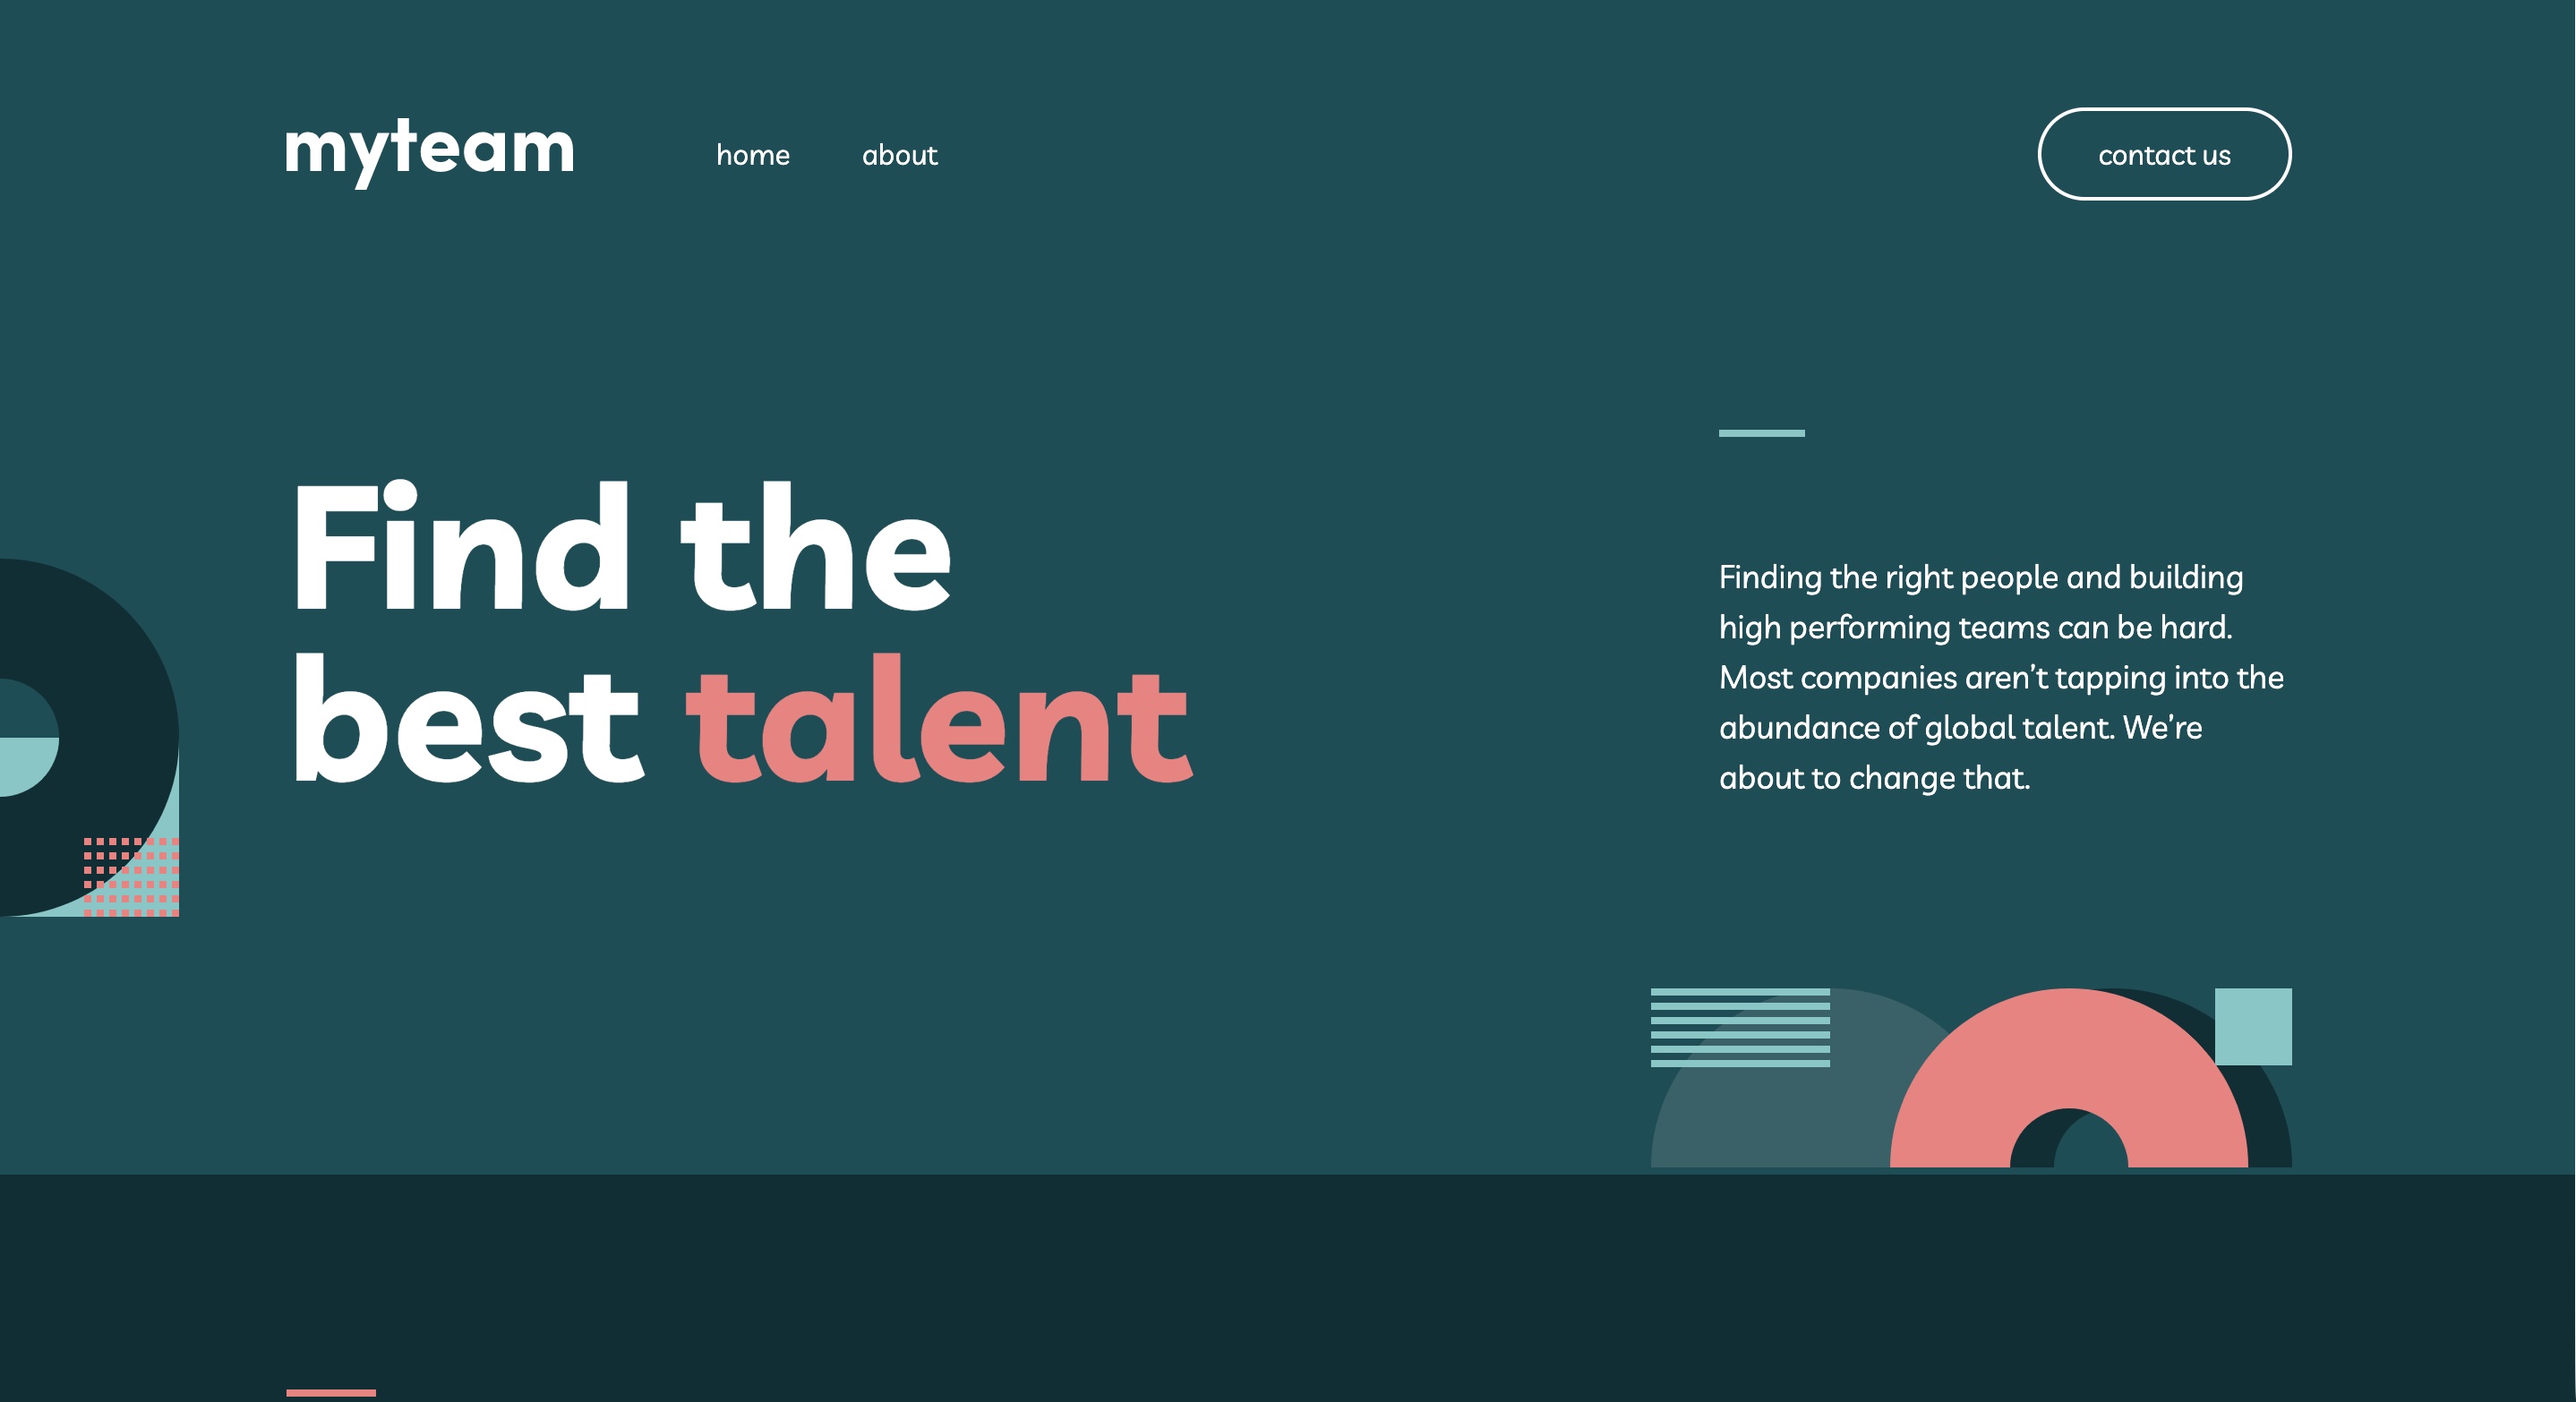 myteam
home
about
contact us
Find the
best talent
Finding the right people and building
high performing teams can be hard.
Most companies aren’t tapping into the
abundance of global talent. We’re
about to change that.